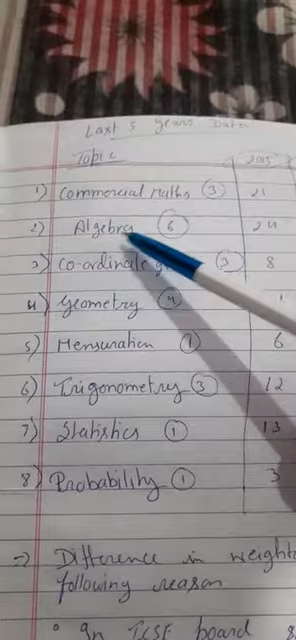 Last 5 years Data
Topic 2015
1) Commercial Maths (3) 21
2) Algebra (6) 24
3) Co-ordinate (3) 8
4) Geometry (4)
5) Mensuration (1) 6
6) Trigonometry (3) 12
7) Statistics (1) 13
8) Probability (1) 3
=> Difference in weight
following reason
• In ICSE board